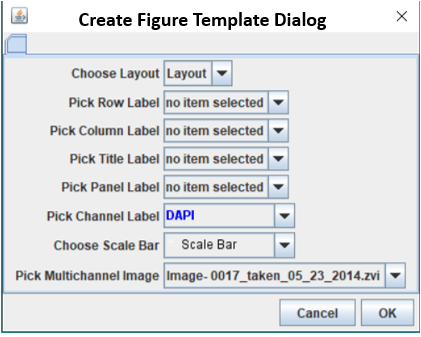 Create Figure Template Dialog
Choose Layout Layout
Pick Row Label no item selected
Pick Column Label no item selected
Pick Title Label no item selected
Pick Panel Label no item selected
Pick Channel Label DAPI
Choose Scale Bar Scale Bar
Pick Multichannel Image Image- 0017_taken_05_23_2014.zvi
Cancel OK